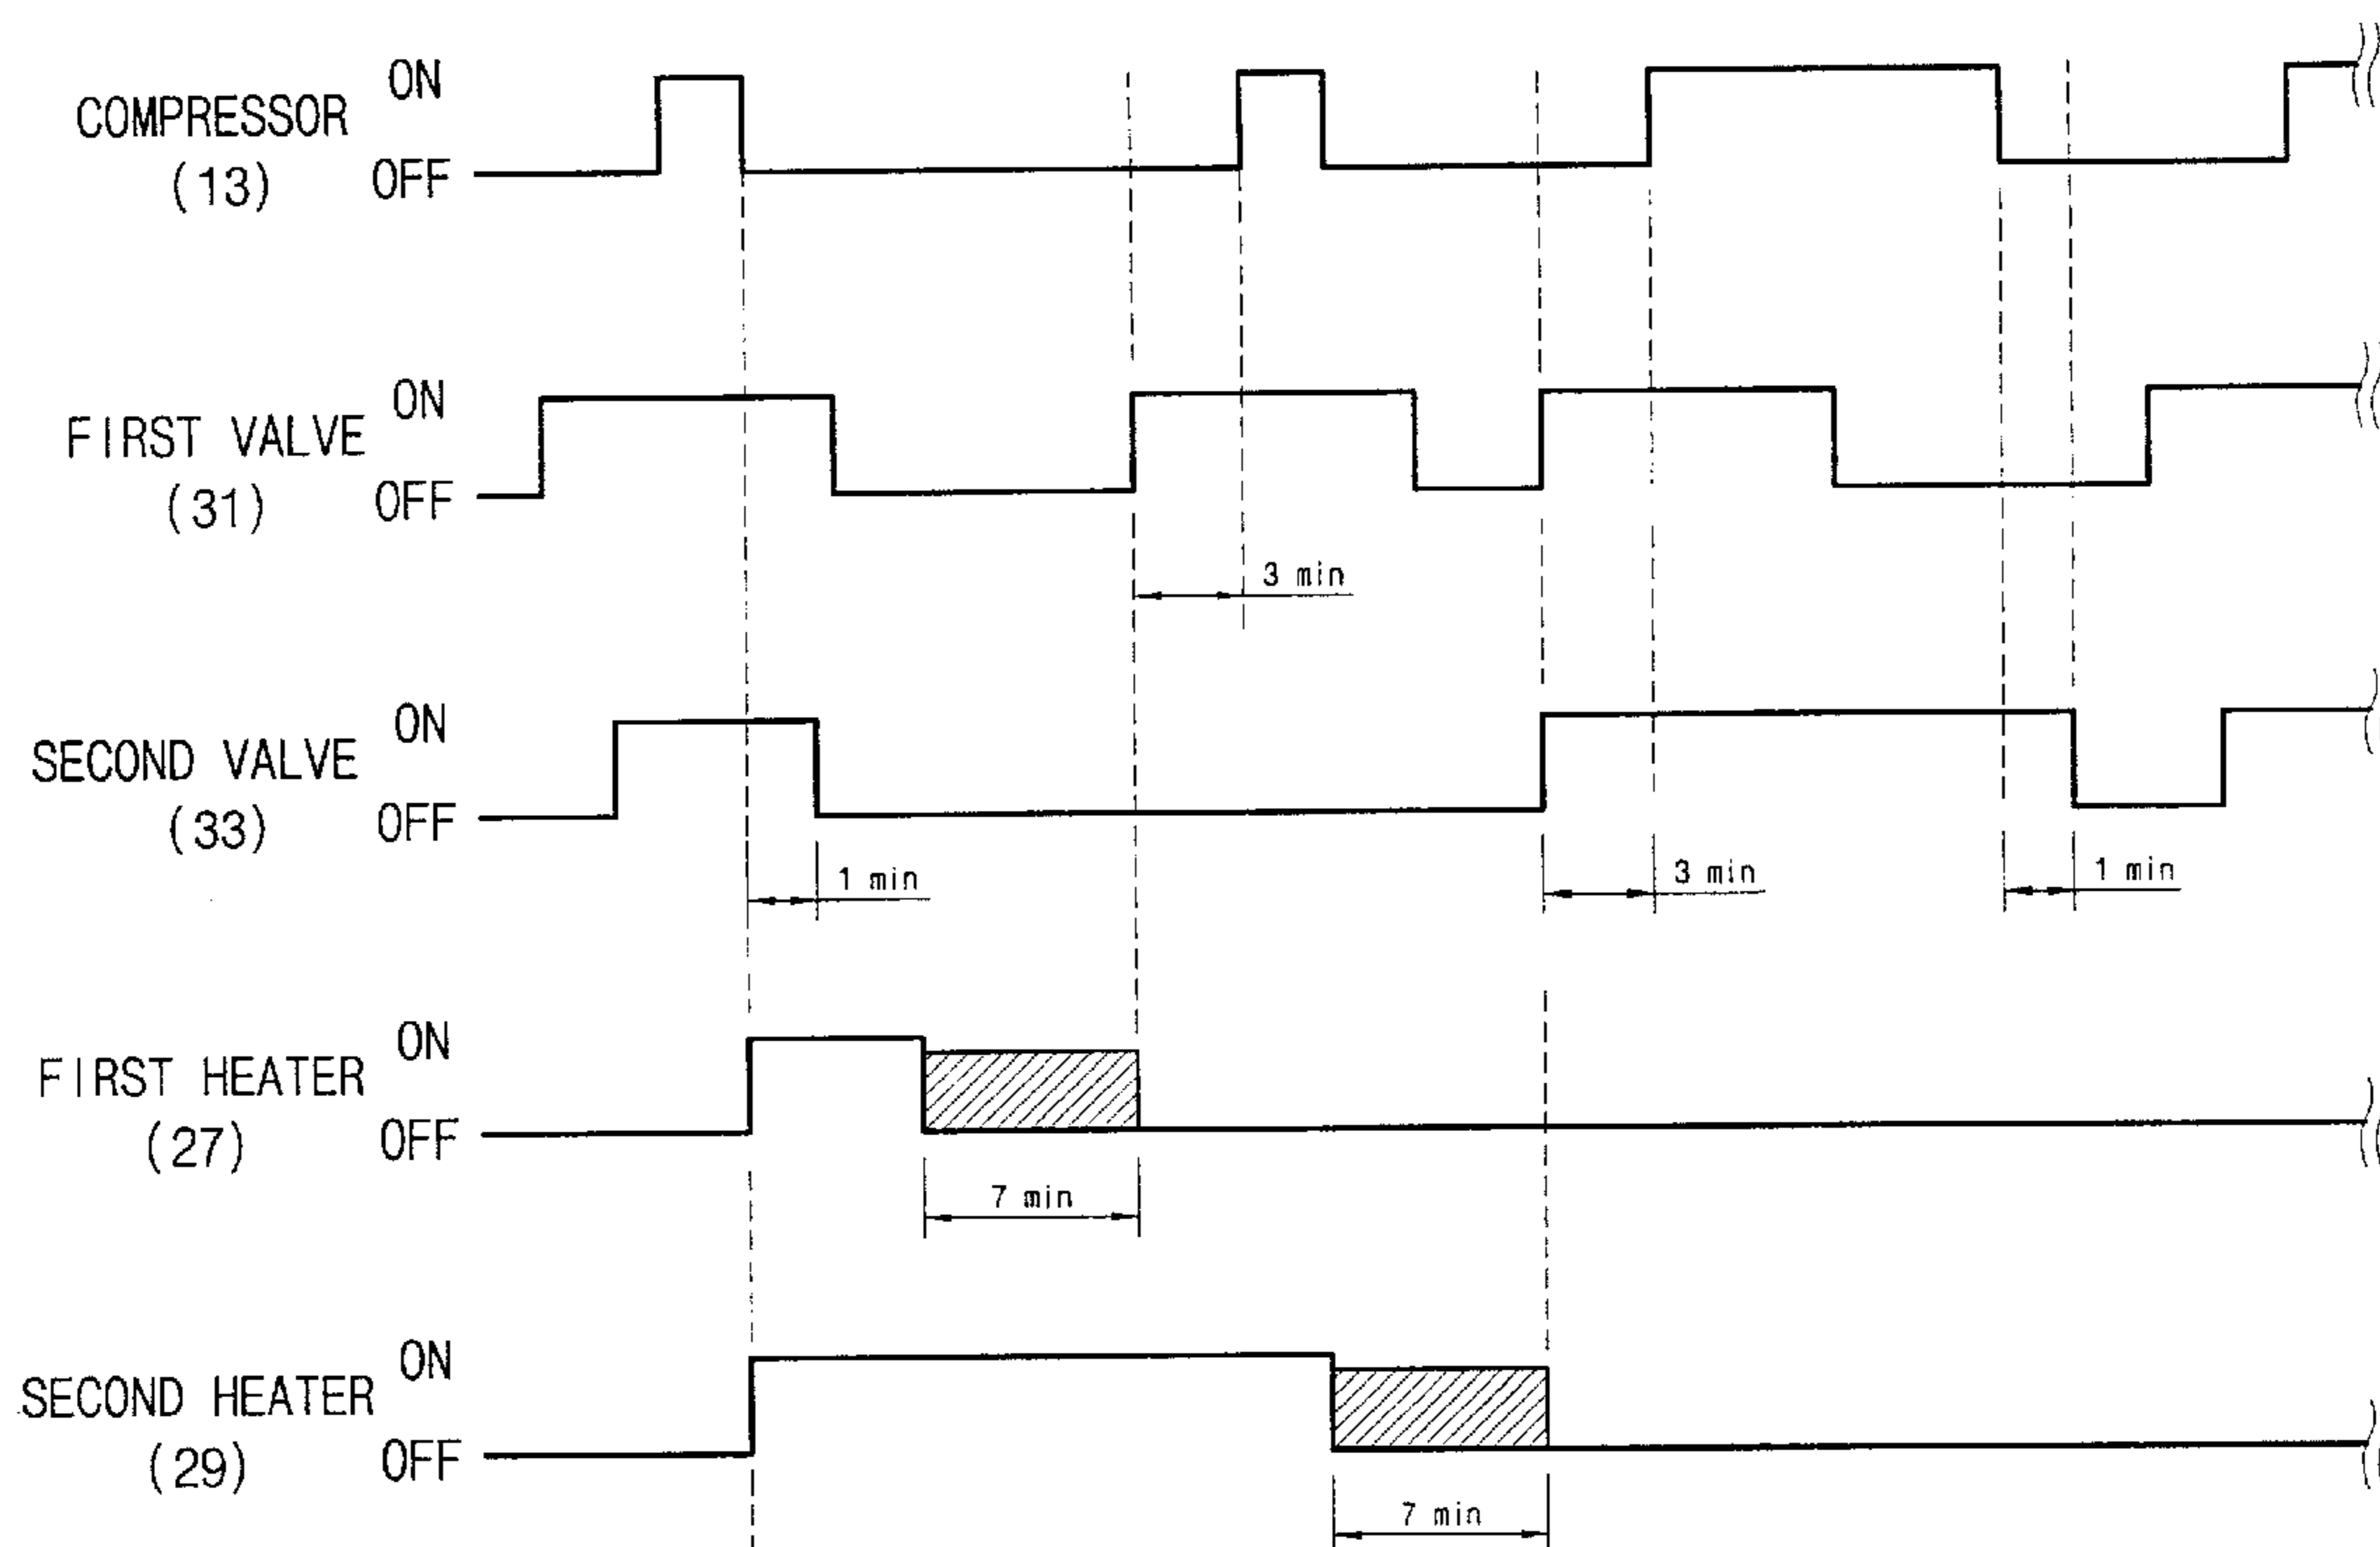 COMPRESSOR
(13)
ON
OFF
FIRST VALVE
(31)
ON
OFF
3 min
SECOND VALVE
(33)
ON
OFF
1 min
3 min
1 min
FIRST HEATER
(27)
ON
OFF
7 min
SECOND HEATER
(29)
ON
OFF
7 min